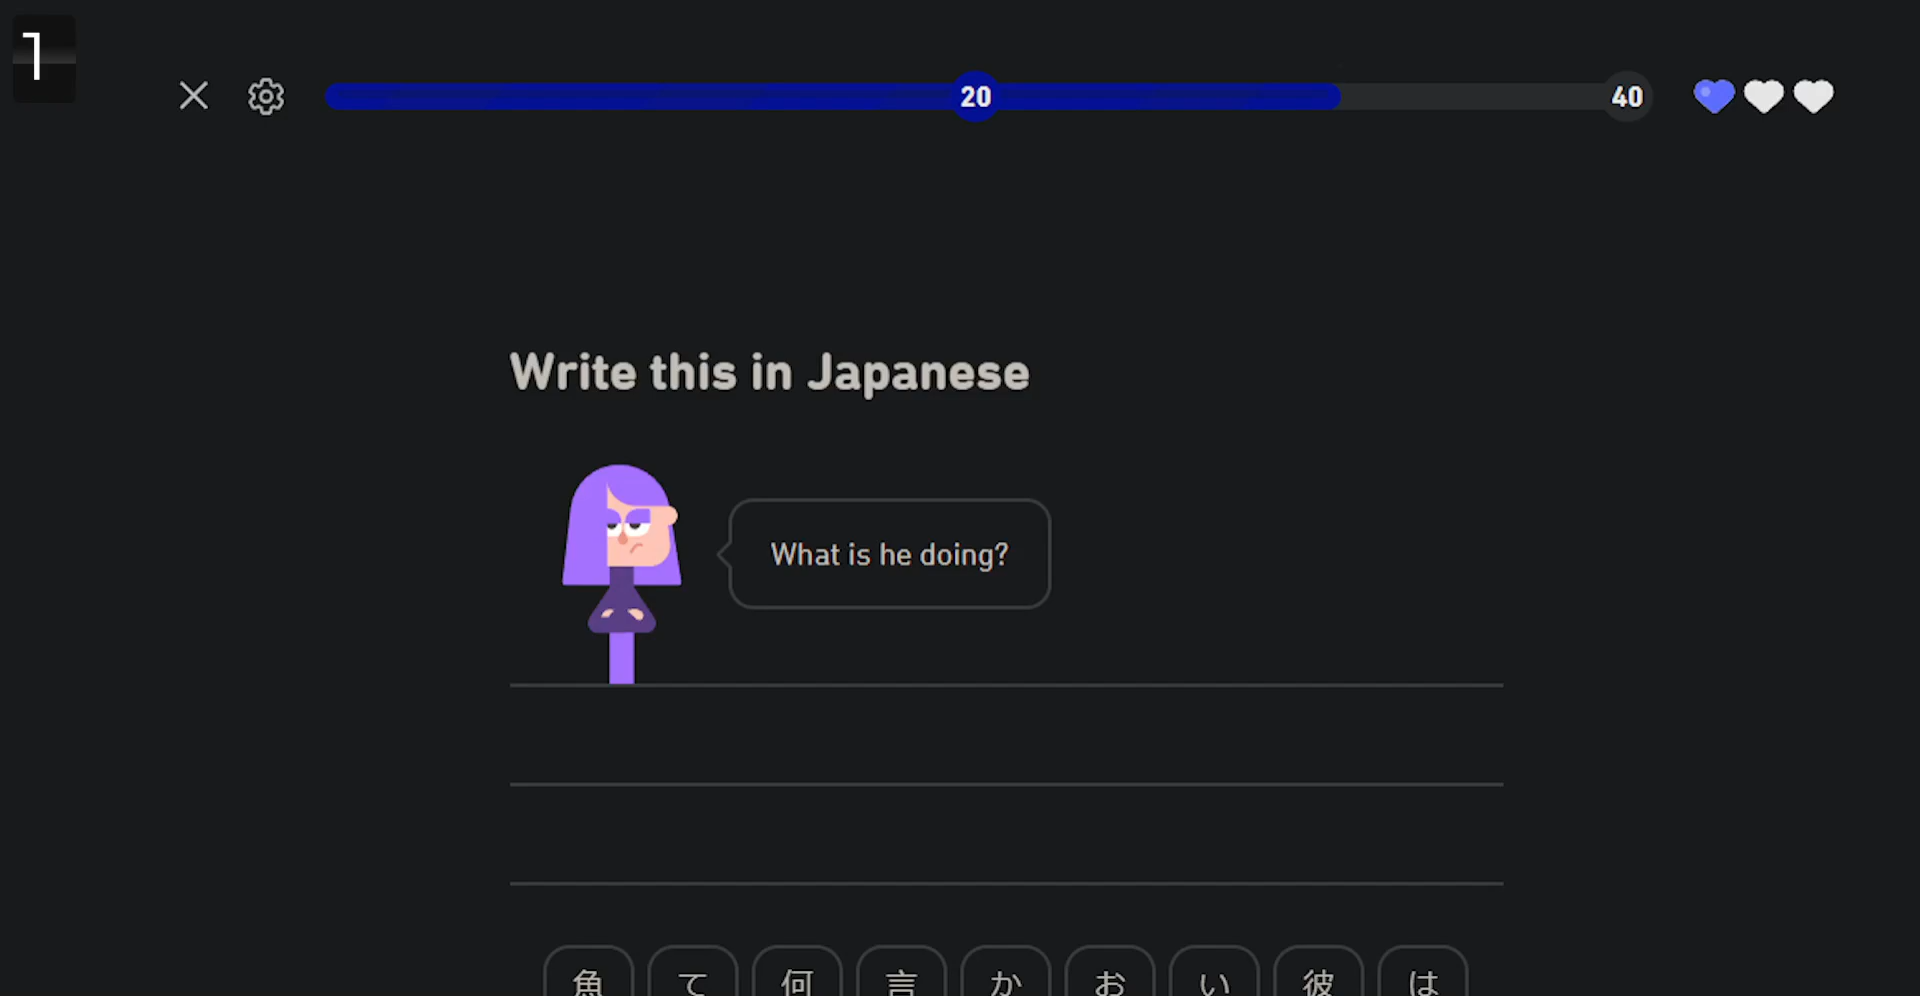 1
20
40
Write this in Japanese
What is he doing?
魚 て 何 言 か お い 彼 は